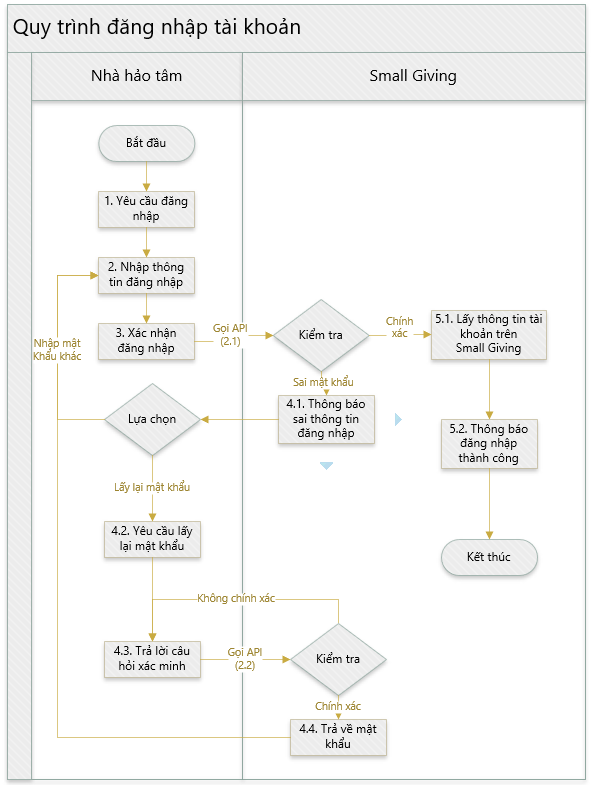 Quy trình đăng nhập tài khoản
Nhà hảo tâm
Small Giving
Bắt đầu
1. Yêu cầu đăng
nhập
2. Nhập thông
tin đăng nhập
3. Xác nhận
đăng nhập
Gọi API
(2.1)
Kiểm tra
Chính
xác
5.1. Lấy thông tin tài
khoản trên
Small Giving
Nhập mật
Khẩu khác
Sai mật khẩu
4.1. Thông báo
sai thông tin
đăng nhập
Lựa chọn
5.2. Thông báo
đăng nhập
thành công
Lấy lại mật khẩu
4.2. Yêu cầu lấy
lại mật khẩu
Kết thúc
Không chính xác
4.3. Trả lời câu
hỏi xác minh
Gọi API
(2.2)
Kiểm tra
Chính xác
4.4. Trả về mật
khẩu